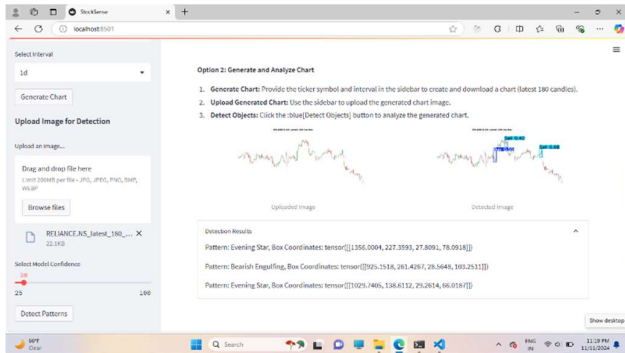 StockSense
localhost:8501
Select Interval
1d
Generate Chart
Upload Image for Detection
Upload an image...
Drag and drop file here
Limit 200MB per file • JPG, JPEG, PNG, BMP, WEBP
Browse files
RELIANCE.NS_latest_180_...
22.1KB
Select Model Confidence
25
100
Detect Patterns
Option 2: Generate and Analyze Chart
1. Generate Chart: Provide the ticker symbol and interval in the sidebar to create and download a chart (latest 180 candles).
2. Upload Generated Chart: Use the sidebar to upload the generated chart image.
3. Detect Objects: Click the :blue[Detect Objects] button to analyze the generated chart.
Uploaded Image
Detected Image
Detection Results
Pattern: Evening Star, Box Coordinates: tensor([[1356.0004, 227.3593, 27.8091, 78.0918]])
Pattern: Bearish Engulfing, Box Coordinates: tensor([[925.1518, 261.4267, 28.5648, 103.2511]])
Pattern: Evening Star, Box Coordinates: tensor([[1029.7405, 138.6112, 29.2614, 66.0187]])
Show desktop
66°F
Clear
Search
ENG
IN
11:19 PM
11/11/2024